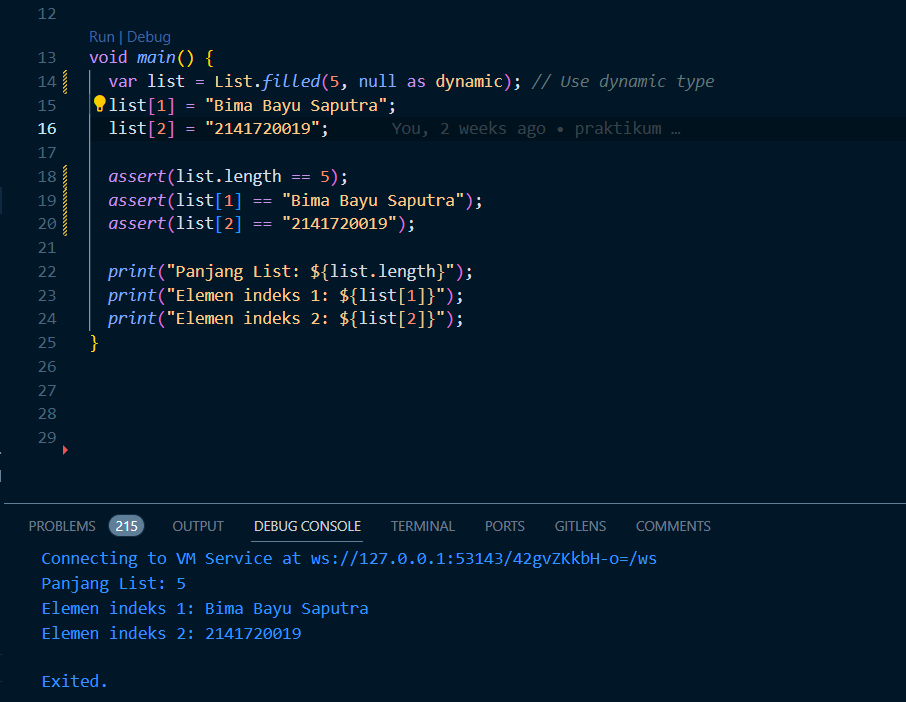 12
Run | Debug
13 void main() {
14 var list = List.filled(5, null as dynamic); // Use dynamic type
15 list[1] = "Bima Bayu Saputra";
16 list[2] = "2141720019"; You, 2 weeks ago • praktikum …
17
18 assert(list.length == 5);
19 assert(list[1] == "Bima Bayu Saputra");
20 assert(list[2] == "2141720019");
21
22 print("Panjang List: ${list.length}");
23 print("Elemen indeks 1: ${list[1]}");
24 print("Elemen indeks 2: ${list[2]}");
25 }
26
27
28
29
PROBLEMS 215 OUTPUT DEBUG CONSOLE TERMINAL PORTS GITLENS COMMENTS
Connecting to VM Service at ws://127.0.0.1:53143/42gvZKkbH-o=/ws
Panjang List: 5
Elemen indeks 1: Bima Bayu Saputra
Elemen indeks 2: 2141720019
Exited.